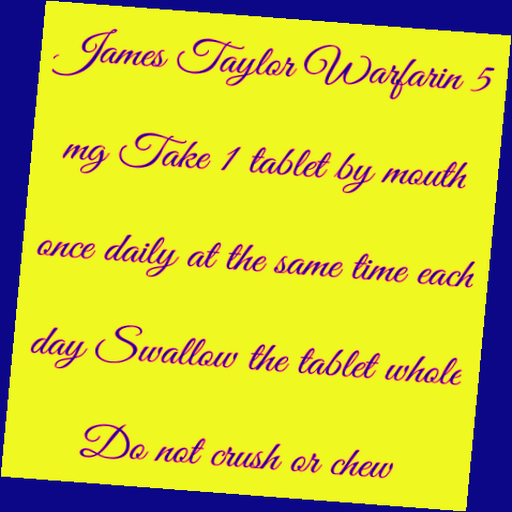 James Taylor Warfarin 5
mg Take 1 tablet by mouth
once daily at the same time each
day Swallow the tablet whole
Do not crush or chew